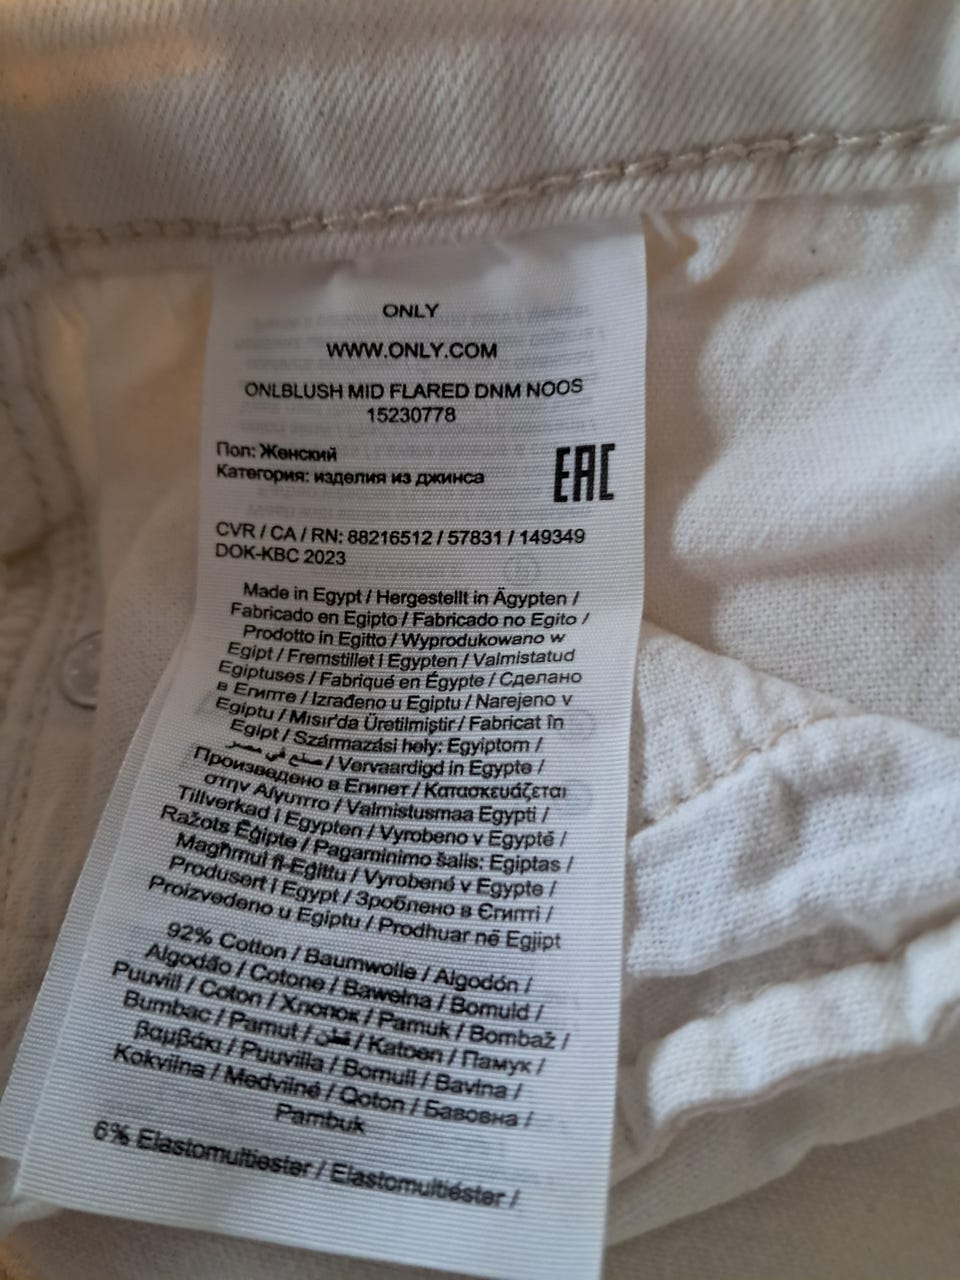 ONLY
WWW.ONLY.COM
ONLBLUSH MID FLARED DNM NOOS
15230778
Пол: Женский
Категория: изделия из джинса
EAC
CVR / CA / RN: 88216512 / 57831 / 149349
DOK-KBC 2023
Made in Egypt / Hergestellt in Ägypten /
Fabricado en Egipto / Fabricado no Egito /
Prodotto in Egitto / Wyprodukowano w
Egipt / Fremstillet i Egypten / Valmistatud
Egiptuses / Fabriqué en Égypte / Сделано
в Египте / Izrađeno u Egiptu / Narejeno v
Egiptu / Mısır'da Üretilmiştir / Fabricat în
Egipt / Származási hely: Egyiptom /
صنع في مصر / Vervaardigd in Egypte /
Произведено в Египет / Κατασκευάζεται
στην Αίγυπτο / Valmistusmaa Egypti /
Tillverkad i Egypten / Vyrobeno v Egyptě /
Ražots Ēģipte / Pagaminimo šalis: Egiptas /
Magħmul fl-Eġittu / Vyrobené v Egypte /
Produsert i Egypt / Зроблено в Єгипті /
Proizvedeno u Egiptu / Prodhuar në Egjipt
92% Cotton / Baumwolle / Algodón /
Algodão / Cotone / Bawełna / Bomuld /
Puuvill / Coton / Хлопок / Pamuk / Bombaž /
Bumbac / Pamut / قطن / Katoen / Памук /
Βαμβάκι / Puuvilla / Bomull / Bavlna /
Kokvilna / Medvilnė / Qoton / Бавовна /
Pambuk
6% Elastomultiester / Elastomultiéster /